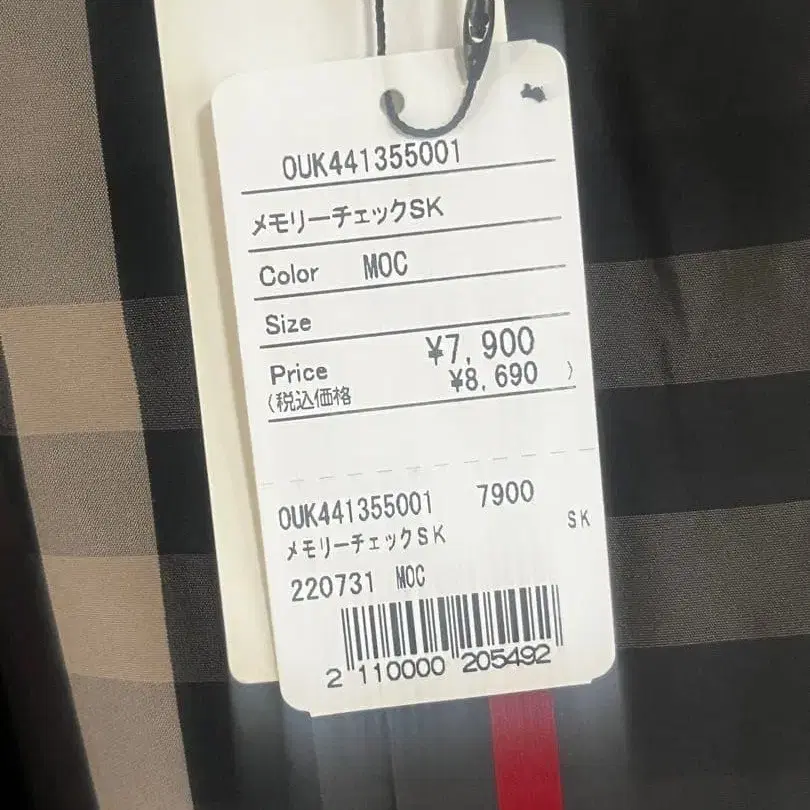 OUK441355001
メモリーチェックSK
Color MOC
Size
Price ¥7,900
(税込価格 ¥8,690 )
OUK441355001 7900
メモリーチェックSK SK
220731 MOC
2 110000 205492